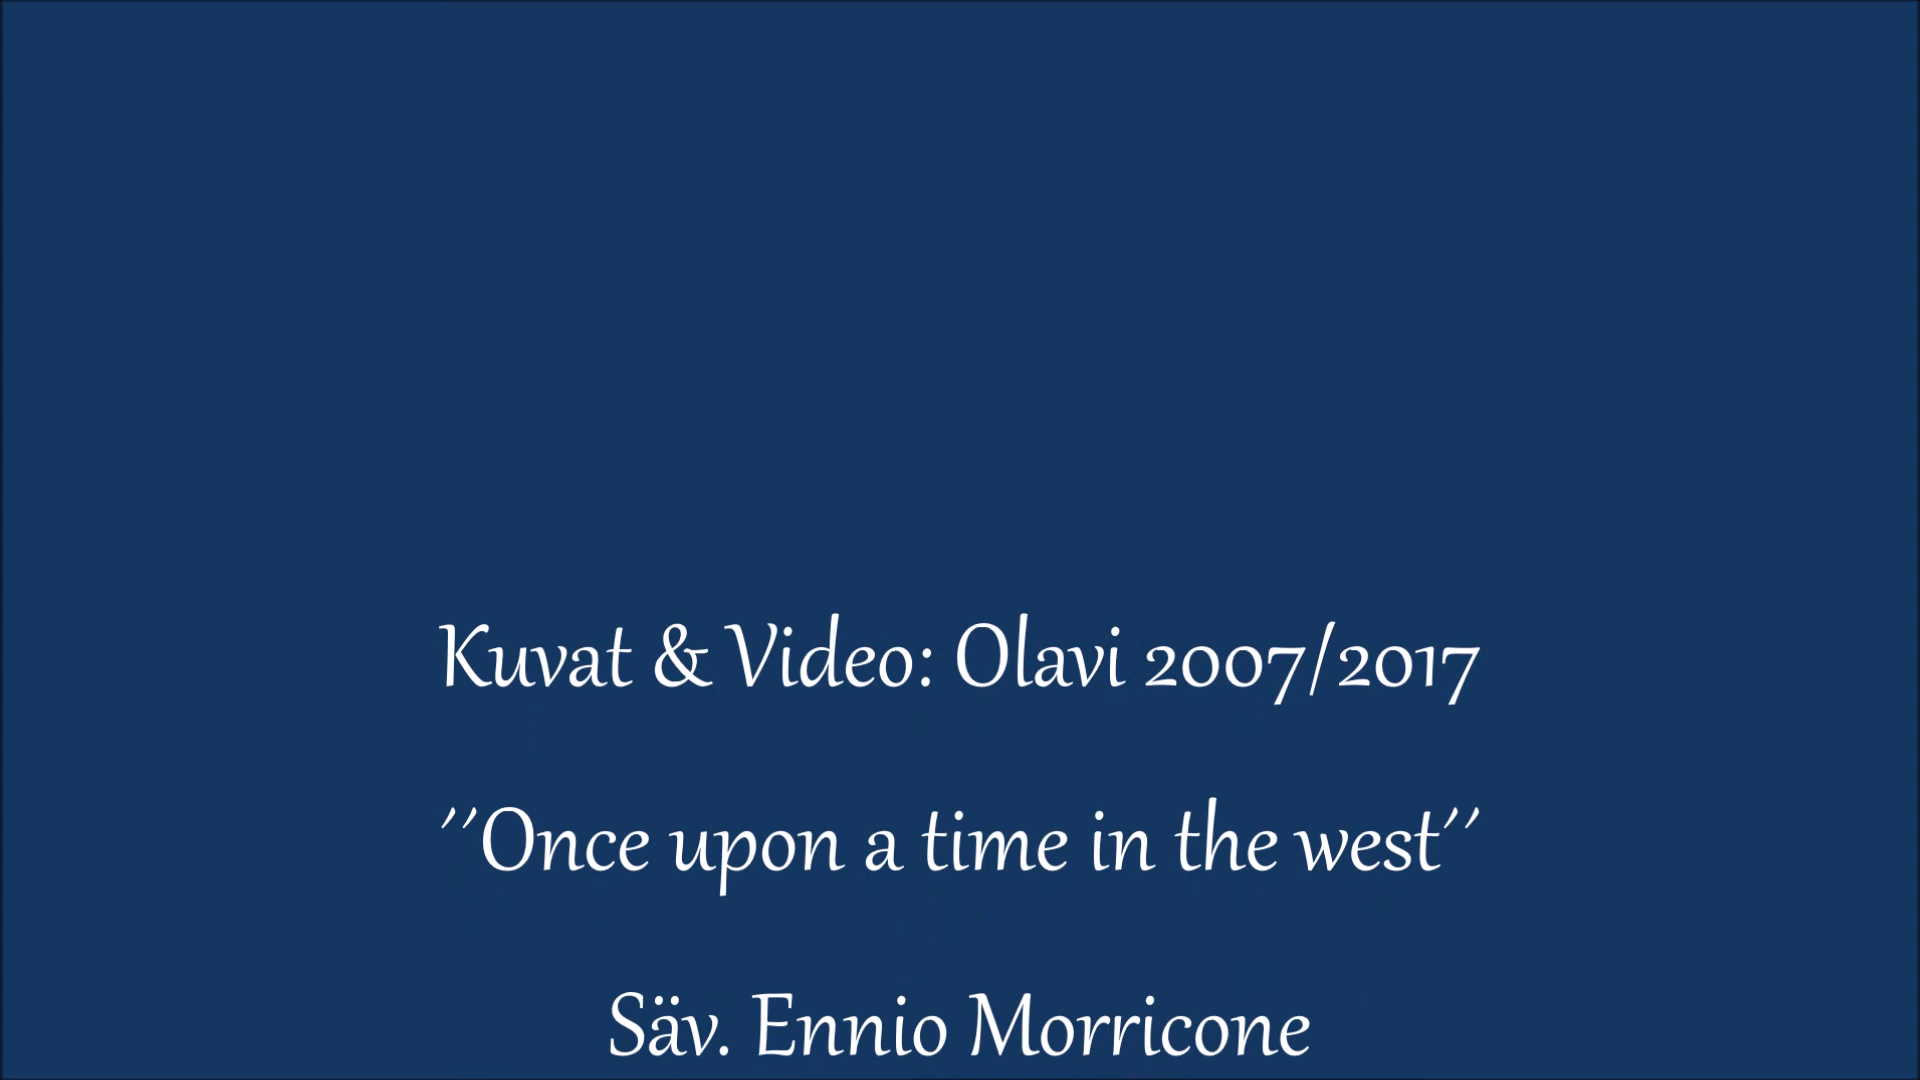 Kuvat & Video: Olavi 2007/2017
''Once upon a time in the west''
Säv. Ennio Morricone